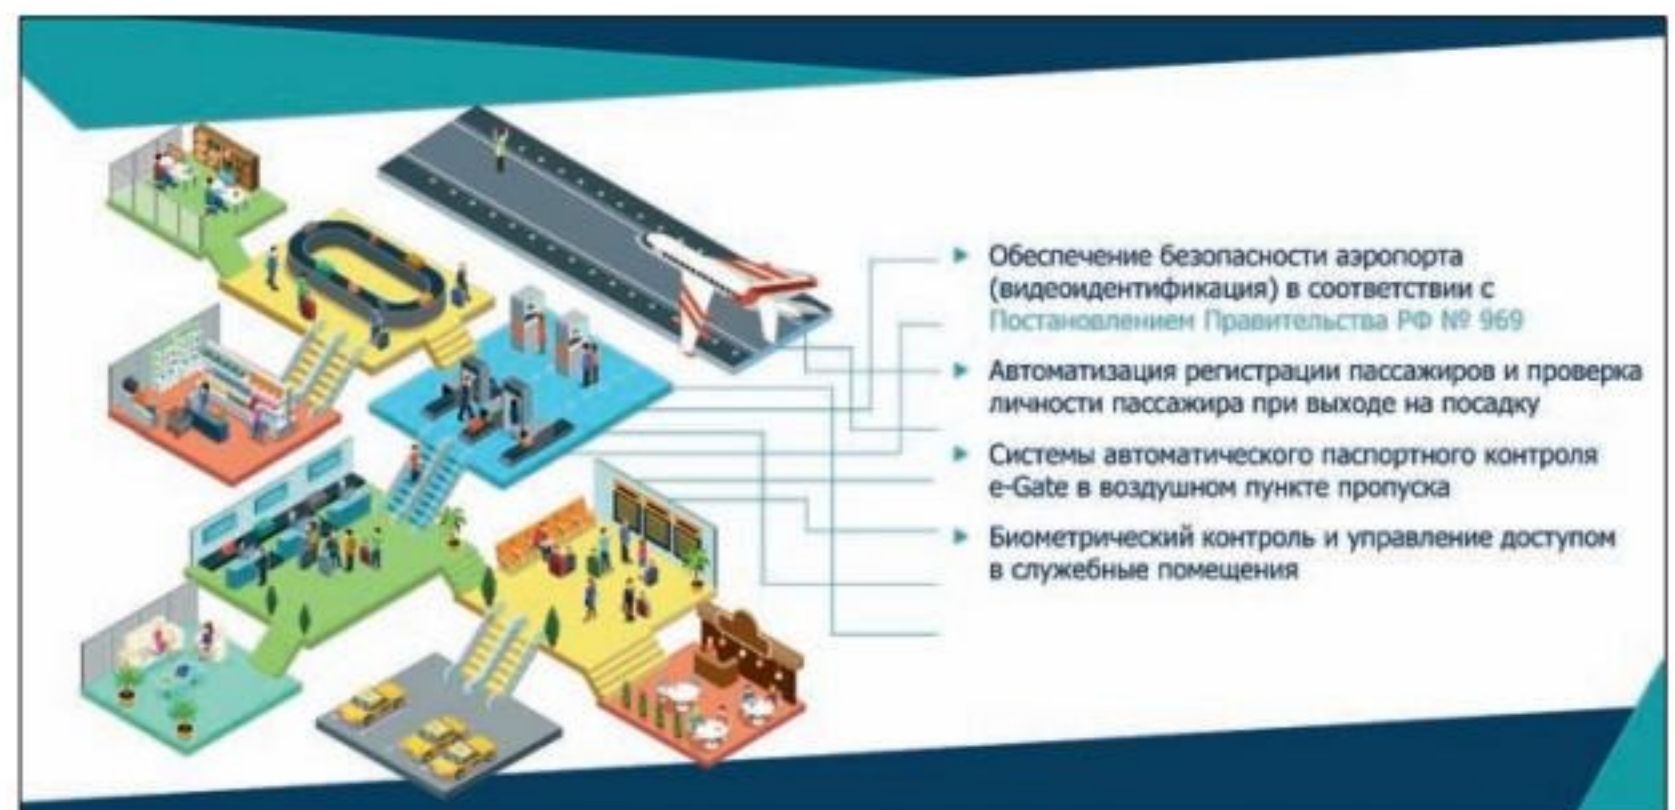 Обеспечение безопасности аэропорта
(видеоидентификация) в соответствии с
Постановлением Правительства РФ № 969
Автоматизация регистрации пассажиров и проверка
личности пассажира при выходе на посадку
Системы автоматического паспортного контроля
e-Gate в воздушном пункте пропуска
Биометрический контроль и управление доступом
в служебные помещения